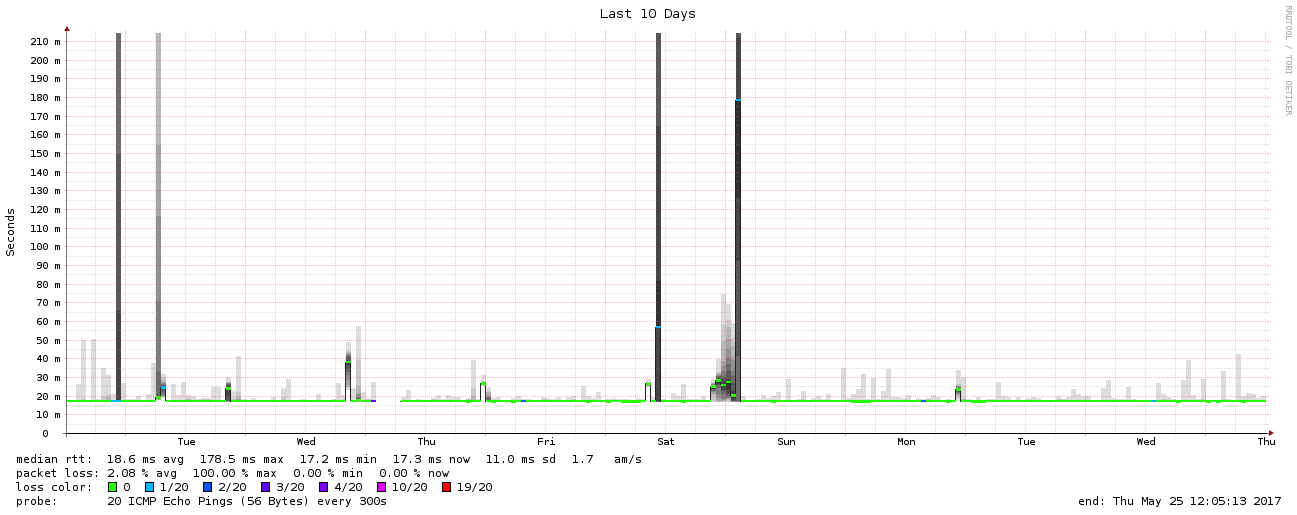 Last 10 Days
RRDTOOL / TOBI OETIKER
Seconds
210 m
200 m
190 m
180 m
170 m
160 m
150 m
140 m
130 m
120 m
110 m
100 m
90 m
80 m
70 m
60 m
50 m
40 m
30 m
20 m
10 m
0
Tue Wed Thu Fri Sat Sun Mon Tue Wed Thu
median rtt: 18.6 ms avg 178.5 ms max 17.2 ms min 17.3 ms now 11.0 ms sd 1.7 am/s
packet loss: 2.08 % avg 100.00 % max 0.00 % min 0.00 % now
loss color: 0 1/20 2/20 3/20 4/20 10/20 19/20
probe: 20 ICMP Echo Pings (56 Bytes) every 300s end: Thu May 25 12:05:13 2017